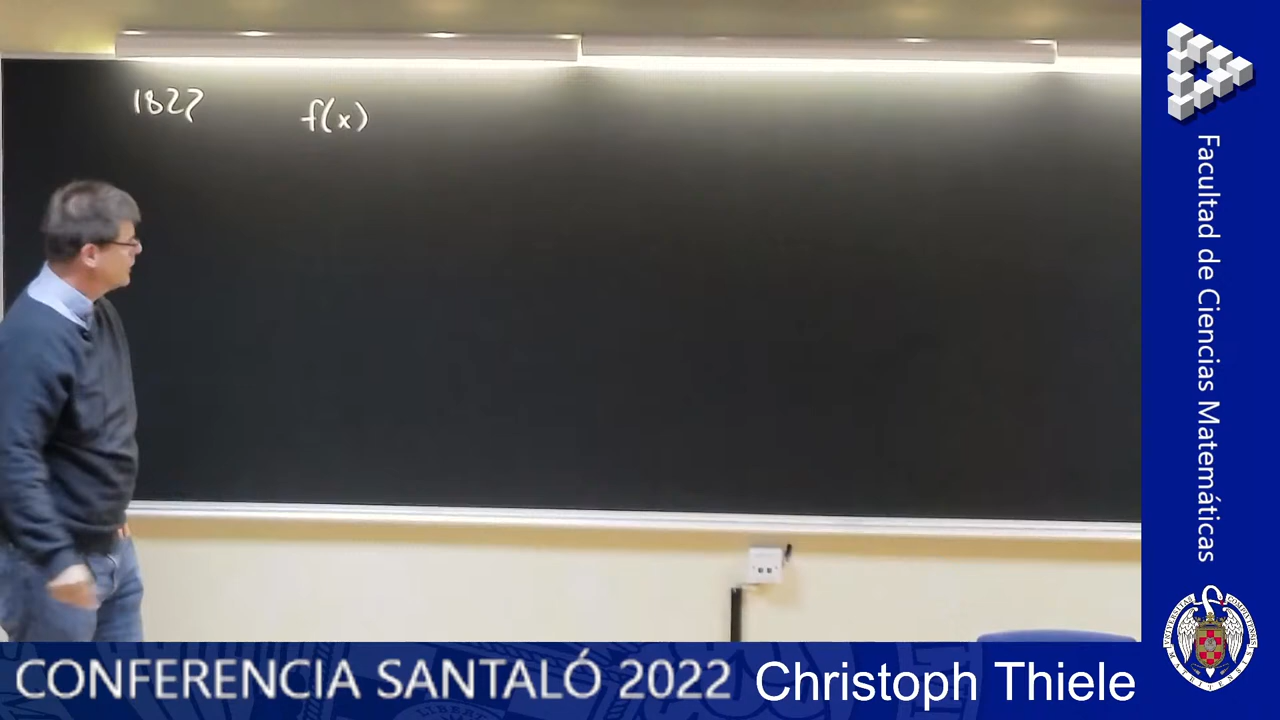 1827 f(x)
Facultad de Ciencias Matemáticas
CONFERENCIA SANTALÓ 2022 Christoph Thiele